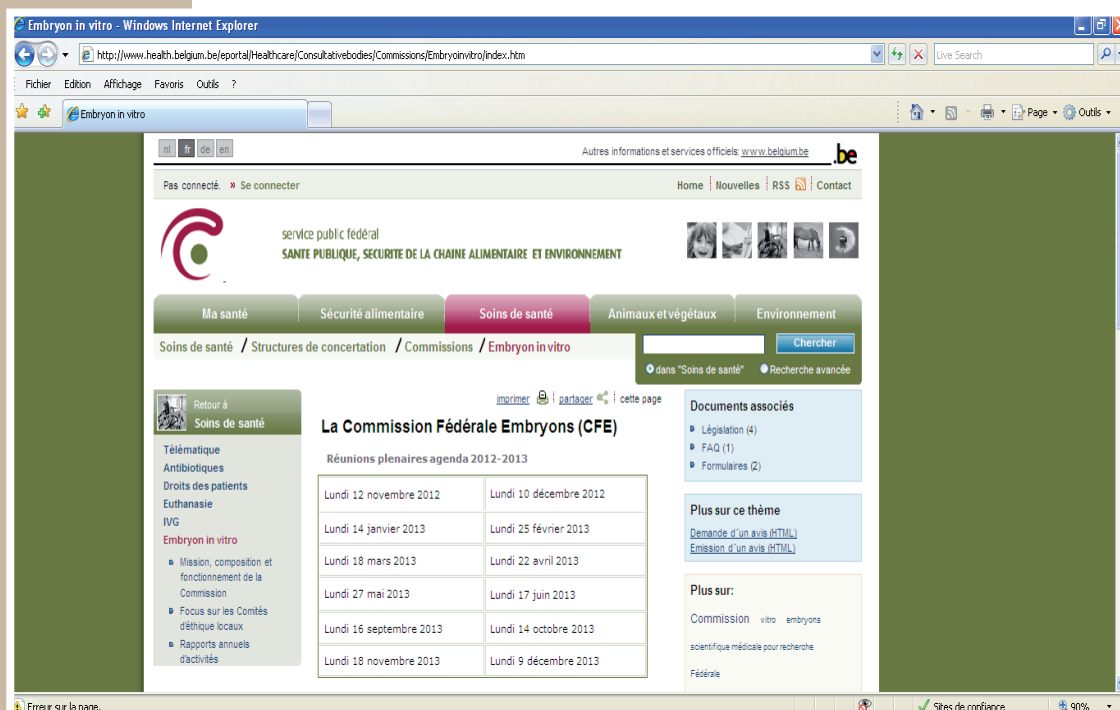 Embryon in vitro - Windows Internet Explorer
http://www.health.belgium.be/eportal/Healthcare/Consultativebodies/Commissions/Embryoinvitro/index.htm
Live Search
Fichier Edition Affichage Favoris Outils ?
Embryon in vitro
Page Outils
nl fr de en
Autres informations et services officiels: www.belgium.be
.be
Pas connecté. » Se connecter
Home Nouvelles RSS Contact
service public fédéral
SANTE PUBLIQUE, SECURITE DE LA CHAINE ALIMENTAIRE ET ENVIRONNEMENT
Ma santé Sécurité alimentaire Soins de santé Animaux et végétaux Environnement
Soins de santé / Structures de concertation / Commissions / Embryon in vitro
Chercher
dans "Soins de santé" Recherche avancée
Retour à
Soins de santé
Télématique
Antibiotiques
Droits des patients
Euthanasie
IVG
Embryon in vitro
Mission, composition et
fonctionnement de la
Commission
Focus sur les Comités
d'éthique locaux
Rapports annuels
d'activités
imprimer partager cette page
La Commission Fédérale Embryons (CFE)
Réunions plenaires agenda 2012-2013
Lundi 12 novembre 2012 Lundi 10 décembre 2012
Lundi 14 janvier 2013 Lundi 25 février 2013
Lundi 18 mars 2013 Lundi 22 avril 2013
Lundi 27 mai 2013 Lundi 17 juin 2013
Lundi 16 septembre 2013 Lundi 14 octobre 2013
Lundi 18 novembre 2013 Lundi 9 décembre 2013
Documents associés
Législation (4)
FAQ (1)
Formulaires (2)
Plus sur ce thème
Demande d´un avis (HTML)
Emission d´un avis (HTML)
Plus sur:
Commission vitro embryons
scientifique médicale pour recherche
Fédérale
Erreur sur la page.
Sites de confiance
90%